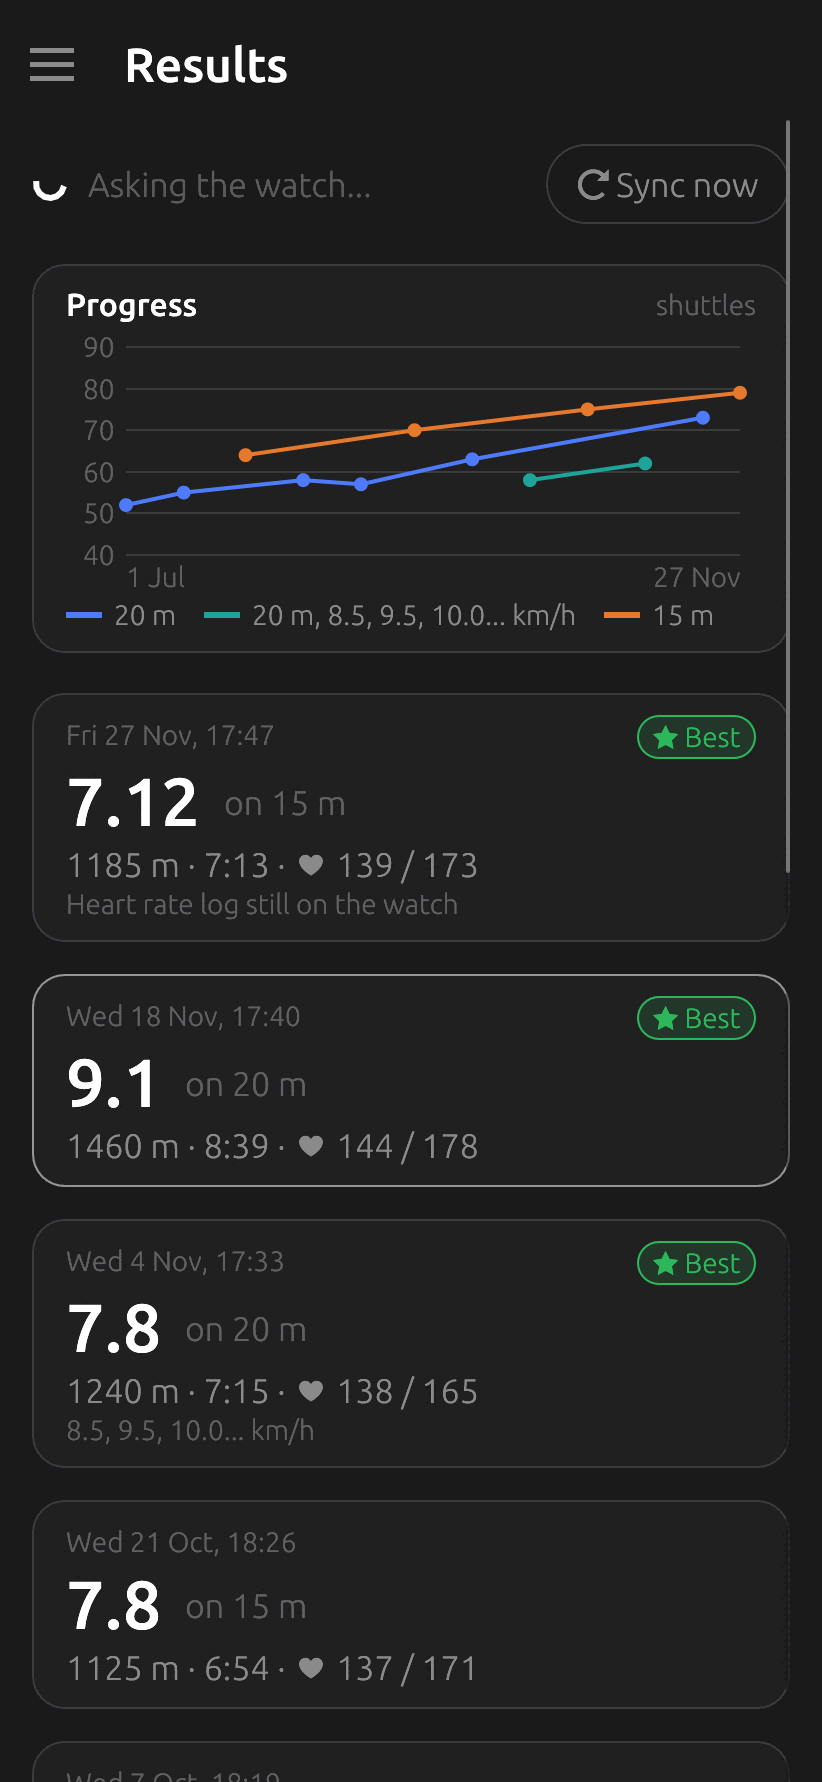 Results
Asking the watch...
Sync now
Progress
shuttles
90
80
70
60
50
40
1 Jul
27 Nov
20 m
20 m, 8.5, 9.5, 10.0... km/h
15 m
Fri 27 Nov, 17:47
Best
7.12 on 15 m
1185 m · 7:13 · 139 / 173
Heart rate log still on the watch
Wed 18 Nov, 17:40
Best
9.1 on 20 m
1460 m · 8:39 · 144 / 178
Wed 4 Nov, 17:33
Best
7.8 on 20 m
1240 m · 7:15 · 138 / 165
8.5, 9.5, 10.0... km/h
Wed 21 Oct, 18:26
7.8 on 15 m
1125 m · 6:54 · 137 / 171
Wed 7 Oct, 18:19